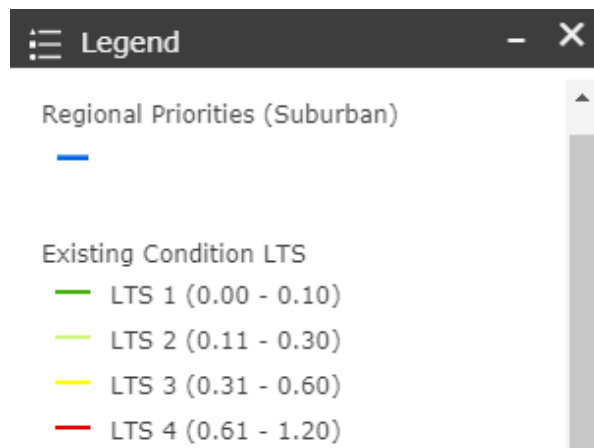 Legend
Regional Priorities (Suburban)
Existing Condition LTS
LTS 1 (0.00 - 0.10)
LTS 2 (0.11 - 0.30)
LTS 3 (0.31 - 0.60)
LTS 4 (0.61 - 1.20)